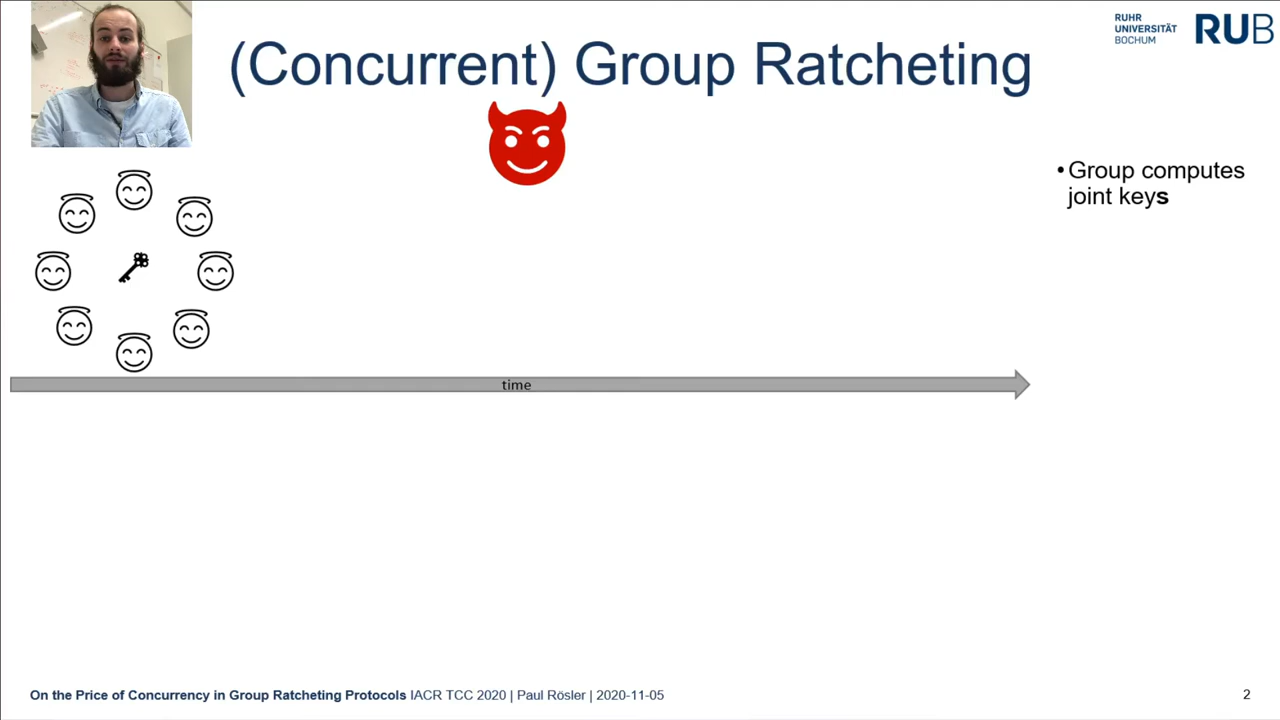 (Concurrent) Group Ratcheting
RUHR
UNIVERSITÄT
BOCHUM
RUB
• Group computes
joint keys
time
On the Price of Concurrency in Group Ratcheting Protocols IACR TCC 2020 | Paul Rösler | 2020-11-05
2